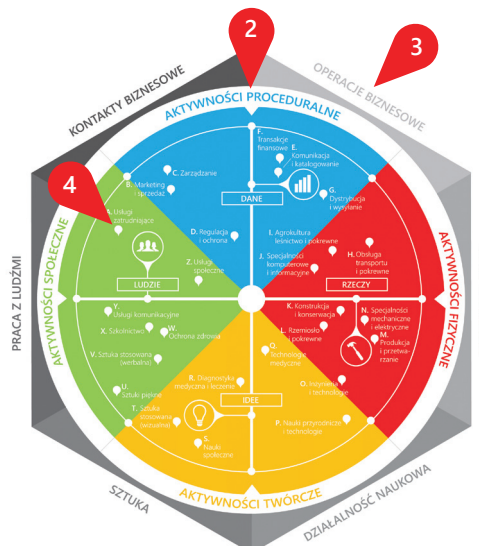 2
3
KONTAKTY BIZNESOWE
OPERACJE BIZNESOWE
AKTYWNOŚCI PROCEDURALNE
F.
Transakcje
finansowe
E.
Komunikacja
i katalogowanie
C. Zarządzanie
B. Marketing
i sprzedaż
4
A. Usługi
zatrudniające
DANE
G.
Dystrybucja
i wysyłanie
D. Regulacja
i ochrona
I. Agrokultura
leśnictwo i pokrewne
H. Obsługa
transportu
i pokrewne
J. Specjalności
komputerowe
i informacyjne
Z. Usługi
społeczne
LUDZIE
RZECZY
PRACA Z LUDŹMI
AKTYWNOŚCI SPOŁECZNE
AKTYWNOŚCI FIZYCZNE
Y.
Usługi komunikacyjne
K. Konstrukcja
i konserwacja
N. Specjalności
mechaniczne
i elektryczne
X. Szkolnictwo
W.
Ochrona zdrowia
L. Rzemiosło
i pokrewne
M.
Produkcja
i przetwa-
rzanie
V. Sztuka stosowana
(werbalna)
Q.
Technologie
medyczne
R. Diagnostyka
medyczna i leczenie
O. Inżynieria
i technologie
U.
Sztuki piękne
IDEE
T. Sztuka
stosowana
(wizualna)
P. Nauki przyrodnicze
i technologie
S.
Nauki
społeczne
AKTYWNOŚCI TWÓRCZE
SZTUKA
DZIAŁALNOŚĆ NAUKOWA